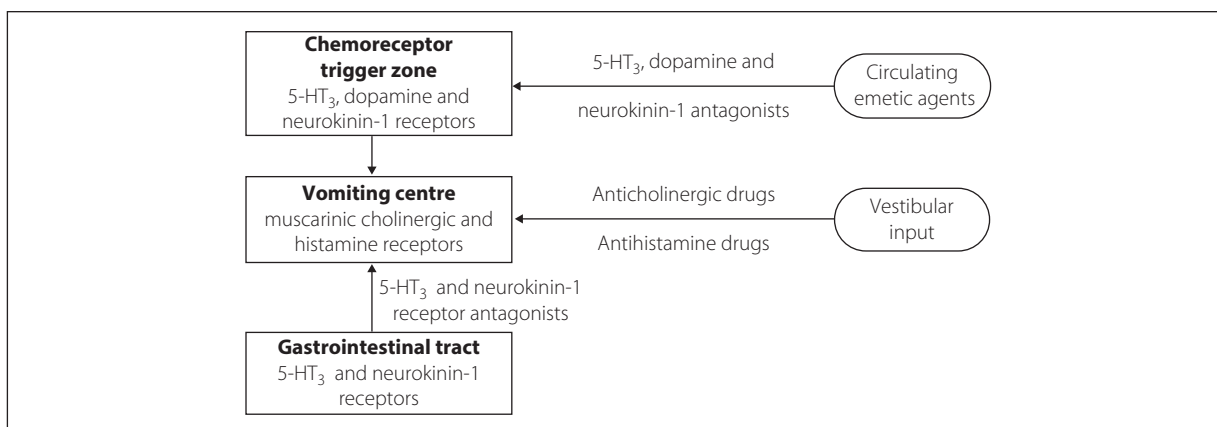 Chemoreceptor
trigger zone
5-HT₃, dopamine and
neurokinin-1 receptors
5-HT₃, dopamine and
neurokinin-1 antagonists
Circulating
emetic agents
Vomiting centre
muscarinic cholinergic and
histamine receptors
Anticholinergic drugs
Antihistamine drugs
Vestibular
input
5-HT₃ and neurokinin-1
receptor antagonists
Gastrointestinal tract
5-HT₃ and neurokinin-1
receptors